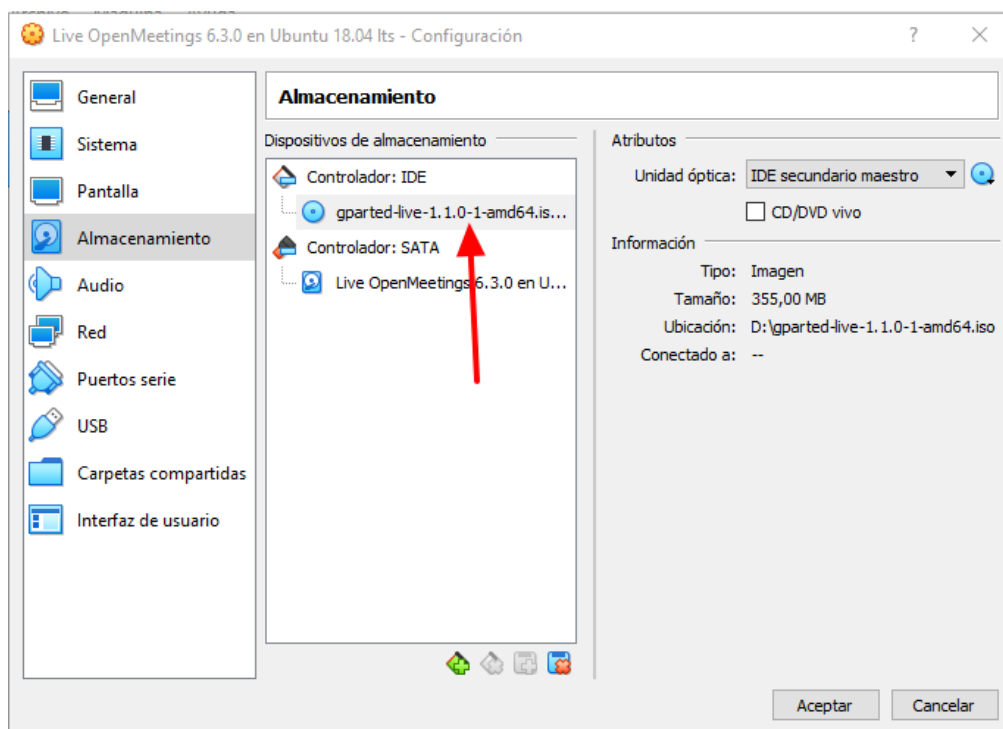 Live OpenMeetings 6.3.0 en Ubuntu 18.04 lts - Configuración
?
General
Sistema
Pantalla
Almacenamiento
Audio
Red
Puertos serie
USB
Carpetas compartidas
Interfaz de usuario
Almacenamiento
Dispositivos de almacenamiento
Controlador: IDE
gparted-live-1.1.0-1-amd64.is...
Controlador: SATA
Live OpenMeetings 6.3.0 en U...
Atributos
Unidad óptica: IDE secundario maestro
CD/DVD vivo
Información
Tipo: Imagen
Tamaño: 355,00 MB
Ubicación: D:\gparted-live-1.1.0-1-amd64.iso
Conectado a: --
Aceptar
Cancelar